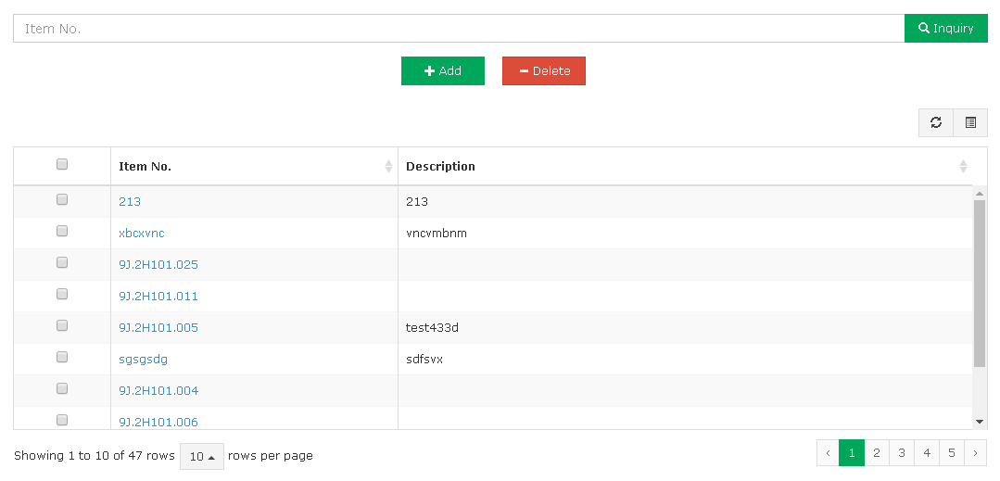 Item No. Inquiry
Add Delete
Item No. Description
213 213
xbcxvnc vncvmbnm
9J.2H101.025
9J.2H101.011
9J.2H101.005 test433d
sgsgsdg sdfsvx
9J.2H101.004
9J.2H101.006
Showing 1 to 10 of 47 rows 10 rows per page ‹ 1 2 3 4 5 ›